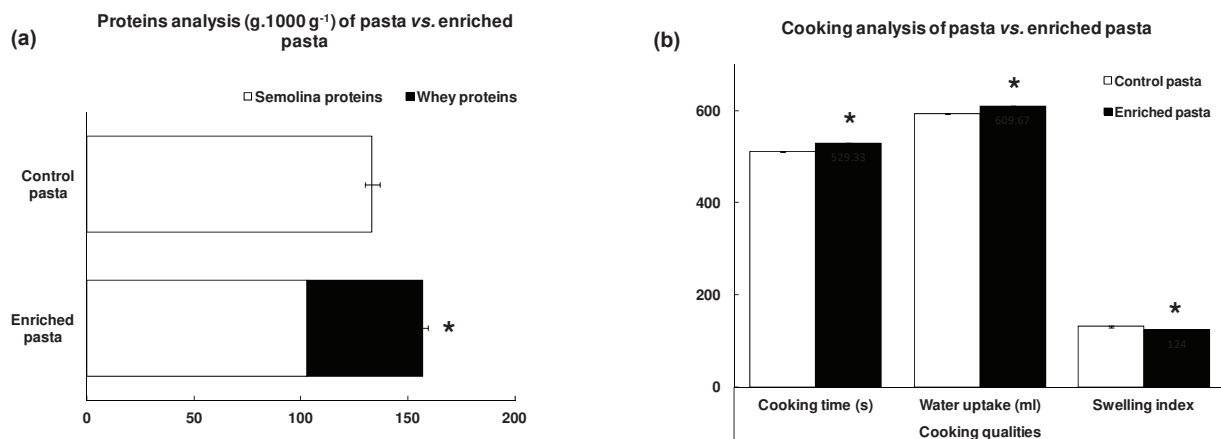 (a)
Proteins analysis (g.1000 g⁻¹) of pasta vs. enriched
pasta
Semolina proteins Whey proteins
Control
pasta
Enriched
pasta
*
0 50 100 150 200
(b)
Cooking analysis of pasta vs. enriched pasta
Control pasta
Enriched pasta
600
400
200
0
* * *
529.33
609.67
124
Cooking time (s) Water uptake (ml) Swelling index
Cooking qualities